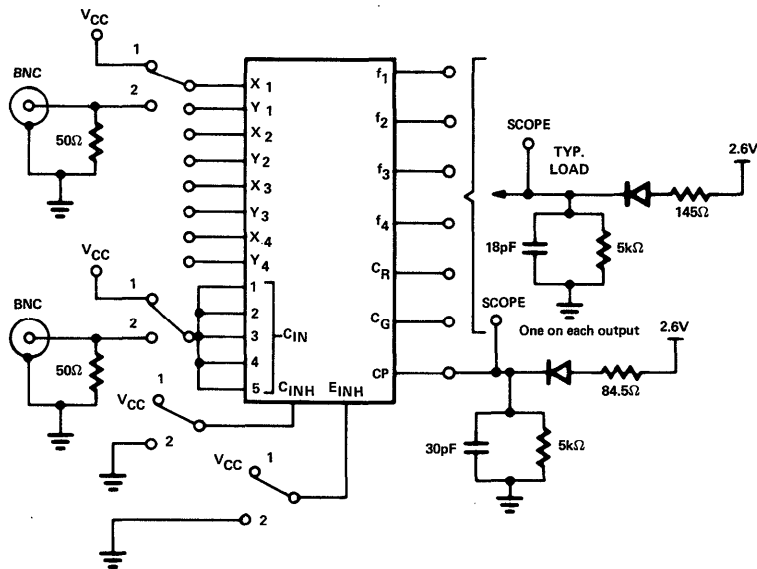 VCC
1
BNC
2
50Ω
X1
Y1
X2
Y2
X3
Y3
X.4
Y4
VCC
1
BNC
2
50Ω
1
2
3
4
5
CIN
CINH
EINH
VCC
1
2
VCC
1
2
f1
f2
f3
f4
CR
CG
CP
SCOPE
TYP.
LOAD
2.6V
145Ω
18pF
5kΩ
SCOPE
One on each output
2.6V
84.5Ω
30pF
5kΩ